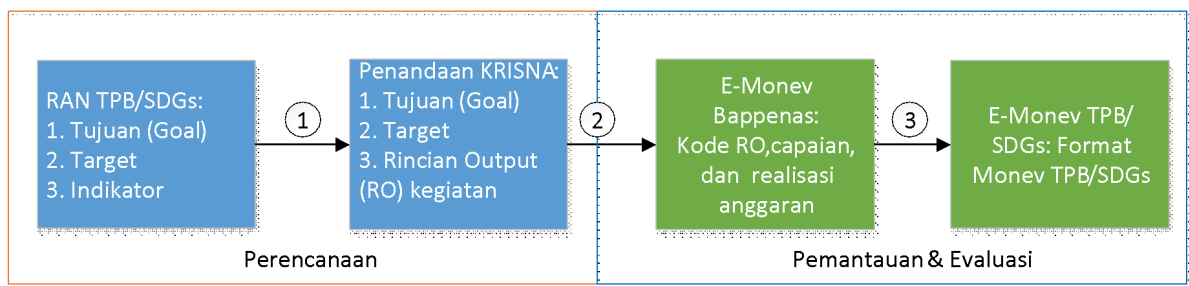 RAN TPB/SDGs:
1. Tujuan (Goal)
2. Target
3. Indikator
1
Penandaan KRISNA:
1. Tujuan (Goal)
2. Target
3. Rincian Output
(RO) kegiatan
2
E-Monev
Bappenas:
Kode RO,capaian,
dan realisasi
anggaran
3
E-Monev TPB/
SDGs: Format
Monev TPB/SDGs
Perencanaan
Pemantauan & Evaluasi